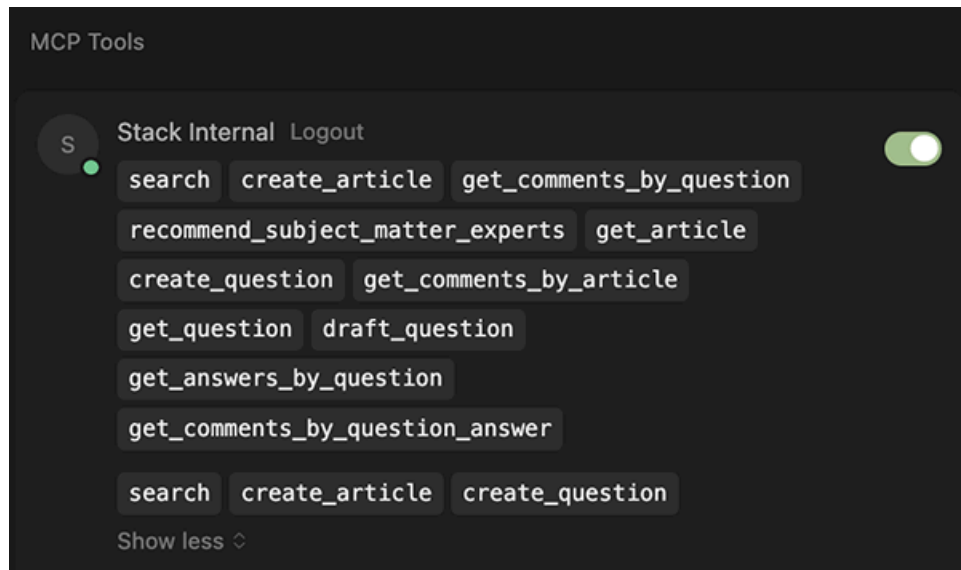 MCP Tools
S
Stack Internal Logout
search create_article get_comments_by_question
recommend_subject_matter_experts get_article
create_question get_comments_by_article
get_question draft_question
get_answers_by_question
get_comments_by_question_answer
search create_article create_question
Show less